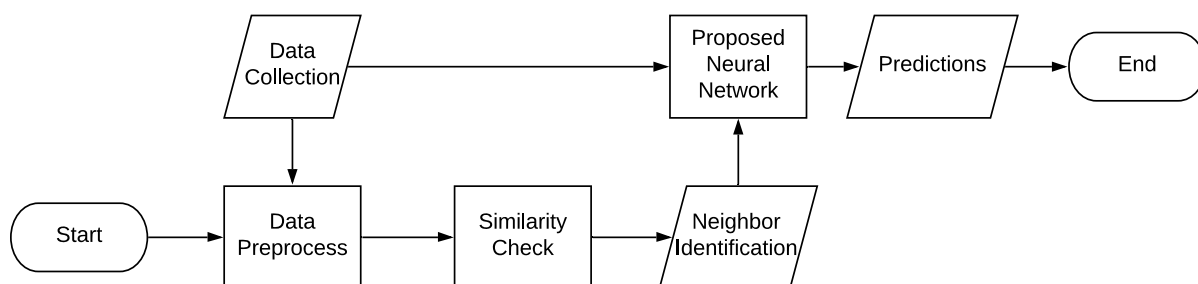 Data
Collection
Proposed
Neural
Network
Predictions
End
Start
Data
Preprocess
Similarity
Check
Neighbor
Identification